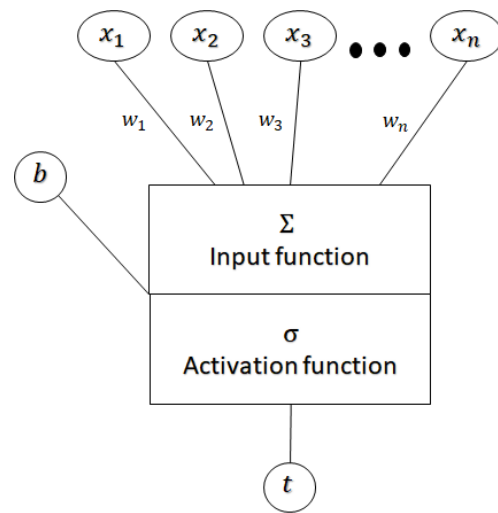 x₁ x₂ x₃ xₙ
w₁ w₂ w₃ wₙ
b
Σ
Input function
σ
Activation function
t